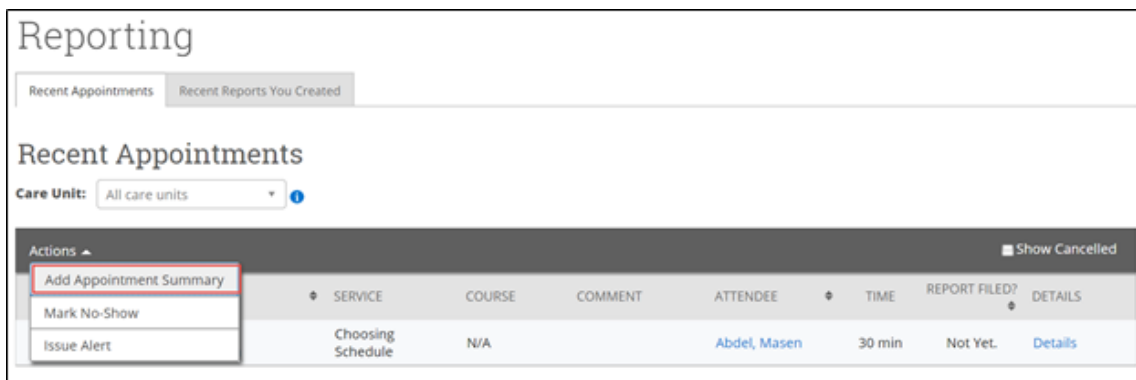 Reporting
Recent Appointments Recent Reports You Created
Recent Appointments
Care Unit: All care units
Actions Show Cancelled
Add Appointment Summary
Mark No-Show
Issue Alert
SERVICE COURSE COMMENT ATTENDEE TIME REPORT FILED? DETAILS
Choosing Schedule N/A Abdel, Masen 30 min Not Yet. Details